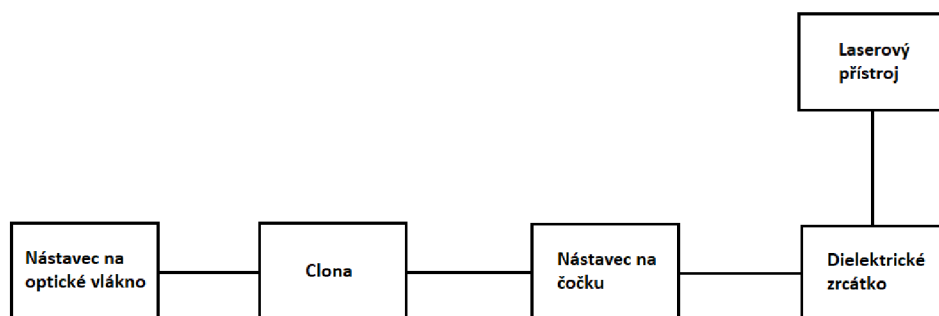 Laserový
přístroj
Nástavec na
optické vlákno
Clona
Nástavec na
čočku
Dielektrické
zrcátko